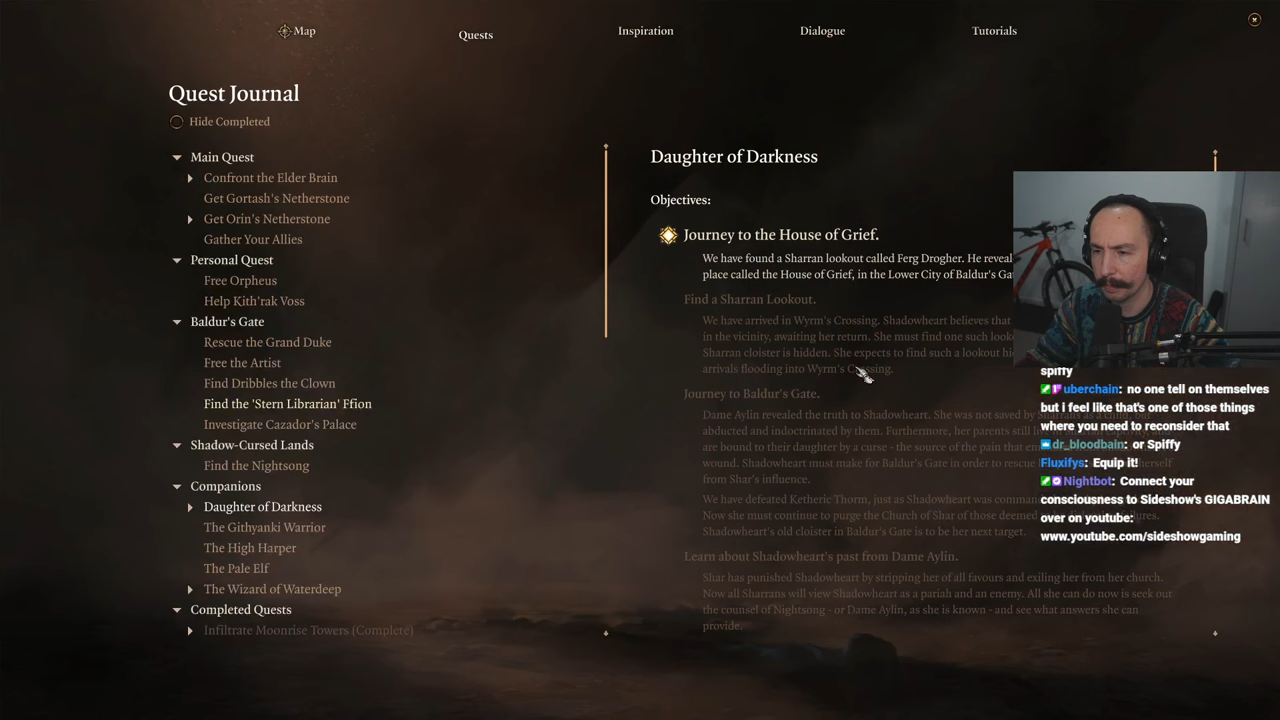 Map
Quests
Inspiration
Dialogue
Tutorials
Quest Journal
Hide Completed
Main Quest
Confront the Elder Brain
Get Gortash's Netherstone
Get Orin's Netherstone
Gather Your Allies
Personal Quest
Free Orpheus
Help Kith'rak Voss
Baldur's Gate
Rescue the Grand Duke
Free the Artist
Find Dribbles the Clown
Find the 'Stern Librarian' Ffion
Investigate Cazador's Palace
Shadow-Cursed Lands
Find the Nightsong
Companions
Daughter of Darkness
The Githyanki Warrior
The High Harper
The Pale Elf
The Wizard of Waterdeep
Completed Quests
Infiltrate Moonrise Towers (Complete)
Daughter of Darkness
Objectives:
Journey to the House of Grief.
We have found a Sharran lookout called Ferg Drogher. He reveal
place called the House of Grief, in the Lower City of Baldur's Ga
Find a Sharran Lookout.
We have arrived in Wyrm's Crossing. Shadowheart believes that
in the vicinity, awaiting her return. She must find one such look
Sharran cloister is hidden. She expects to find such a lookout hi
arrivals flooding into Wyrm's Crossing.
Journey to Baldur's Gate.
Dame Aylin revealed the truth to Shadowheart. She was not saved by Sharrans as a child, but
abducted and indoctrinated by them. Furthermore, her parents still
are bound to their daughter by a curse - the source of the pain that
wound. Shadowheart must make for Baldur's Gate in order to rescue herself
from Shar's influence.
We have defeated Ketheric Thorm, just as Shadowheart was
Now she must continue to purge the Church of Shar of those deemed failures.
Shadowheart's old cloister in Baldur's Gate is to be her next target.
Learn about Shadowheart's past from Dame Aylin.
Shar has punished Shadowheart by stripping her of all favours and exiling her from her church.
Now all Sharrans will view Shadowheart as a pariah and an enemy. All she can do now is seek out
the counsel of Nightsong - or Dame Aylin, as she is known - and see what answers she can
provide.
spiffy
uberchain: no one tell on themselves
but i feel like that's one of those things
where you need to reconsider that
dr_bloodbain: or Spiffy
Fluxifys: Equip it!
Nightbot: Connect your
consciousness to Sideshow's GIGABRAIN
over on youtube:
www.youtube.com/sideshowgaming